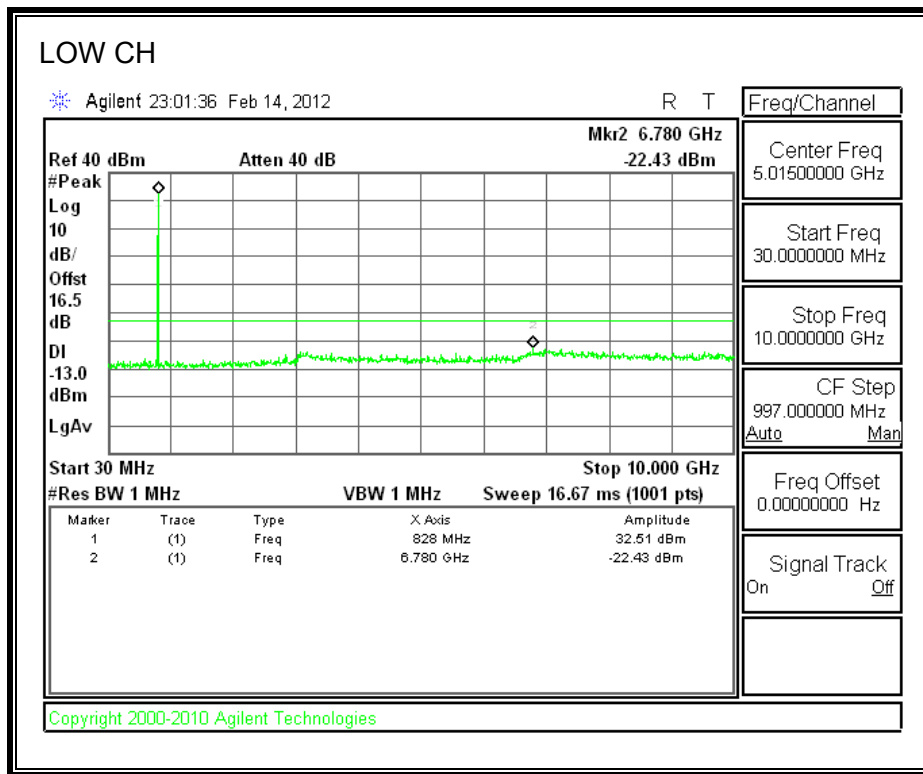 LOW CH
Agilent 23:01:36 Feb 14, 2012 R T
Mkr2 6.780 GHz
Ref 40 dBm Atten 40 dB -22.43 dBm
#Peak
Log
10
dB/
Offst
16.5
dB
DI
-13.0
dBm
LgAv
2
Start 30 MHz Stop 10.000 GHz
#Res BW 1 MHz VBW 1 MHz Sweep 16.67 ms (1001 pts)
Marker Trace Type X Axis Amplitude
1 (1) Freq 828 MHz 32.51 dBm
2 (1) Freq 6.780 GHz -22.43 dBm
Copyright 2000-2010 Agilent Technologies
Freq/Channel
Center Freq
5.01500000 GHz
Start Freq
30.0000000 MHz
Stop Freq
10.0000000 GHz
CF Step
997.000000 MHz
Auto Man
Freq Offset
0.00000000 Hz
Signal Track
On Off